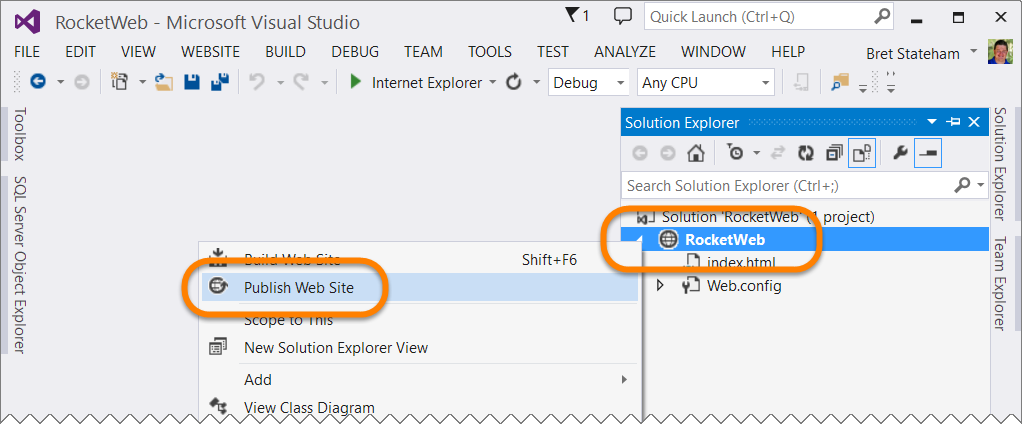 RocketWeb - Microsoft Visual Studio
1
Quick Launch (Ctrl+Q)
FILE EDIT VIEW WEBSITE BUILD DEBUG TEAM TOOLS TEST ANALYZE WINDOW HELP
Bret Stateham
Internet Explorer
Debug
Any CPU
Toolbox
SQL Server Object Explorer
Solution Explorer
Search Solution Explorer (Ctrl+;)
Solution 'RocketWeb' (1 project)
RocketWeb
index.html
Web.config
Build Web Site Shift+F6
Publish Web Site
Scope to This
New Solution Explorer View
Add
View Class Diagram
Solution Explorer
Team Explorer